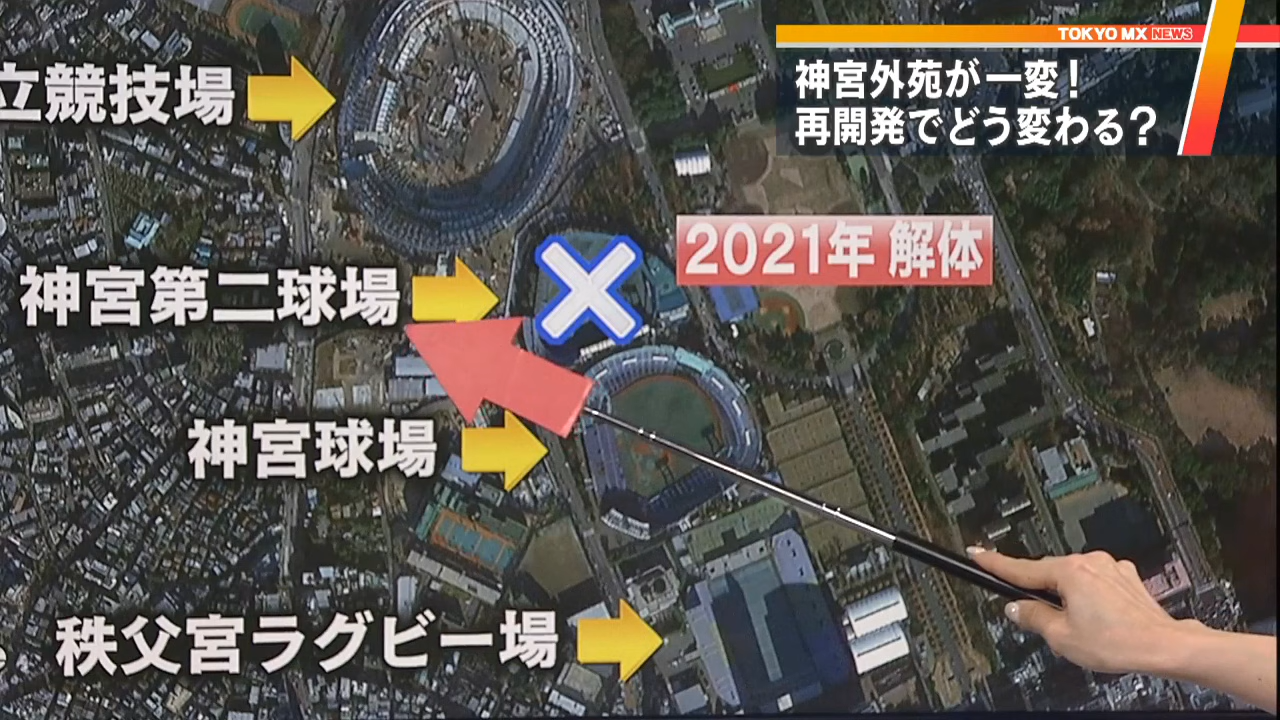 TOKYO MX NEWS
神宮外苑が一変！
再開発でどう変わる？
立競技場
2021年 解体
神宮第二球場
神宮球場
秩父宮ラグビー場